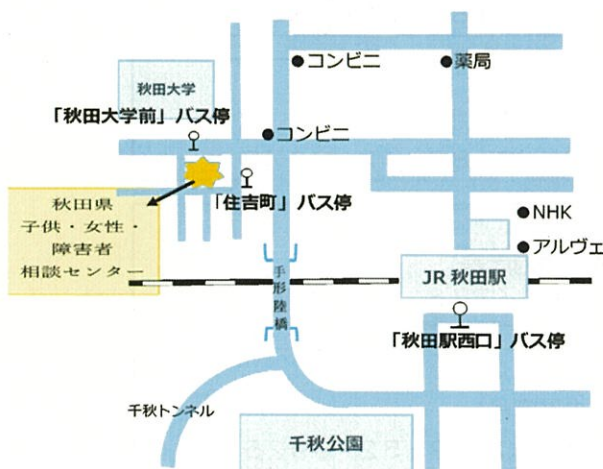 ●コンビニ
●薬局
秋田大学
「秋田大学前」バス停
●コンビニ
秋田県
子供・女性・
障害者
相談センター
「住吉町」バス停
●NHK
●アルヴェ
JR 秋田駅
手形陸橋
「秋田駅西口」バス停
千秋トンネル
千秋公園